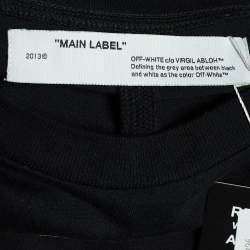 "MAIN LABEL"
2013©
OFF-WHITE c/o VIRGIL ABLOH™
Defining the grey area between black
and white as the color Off-White™